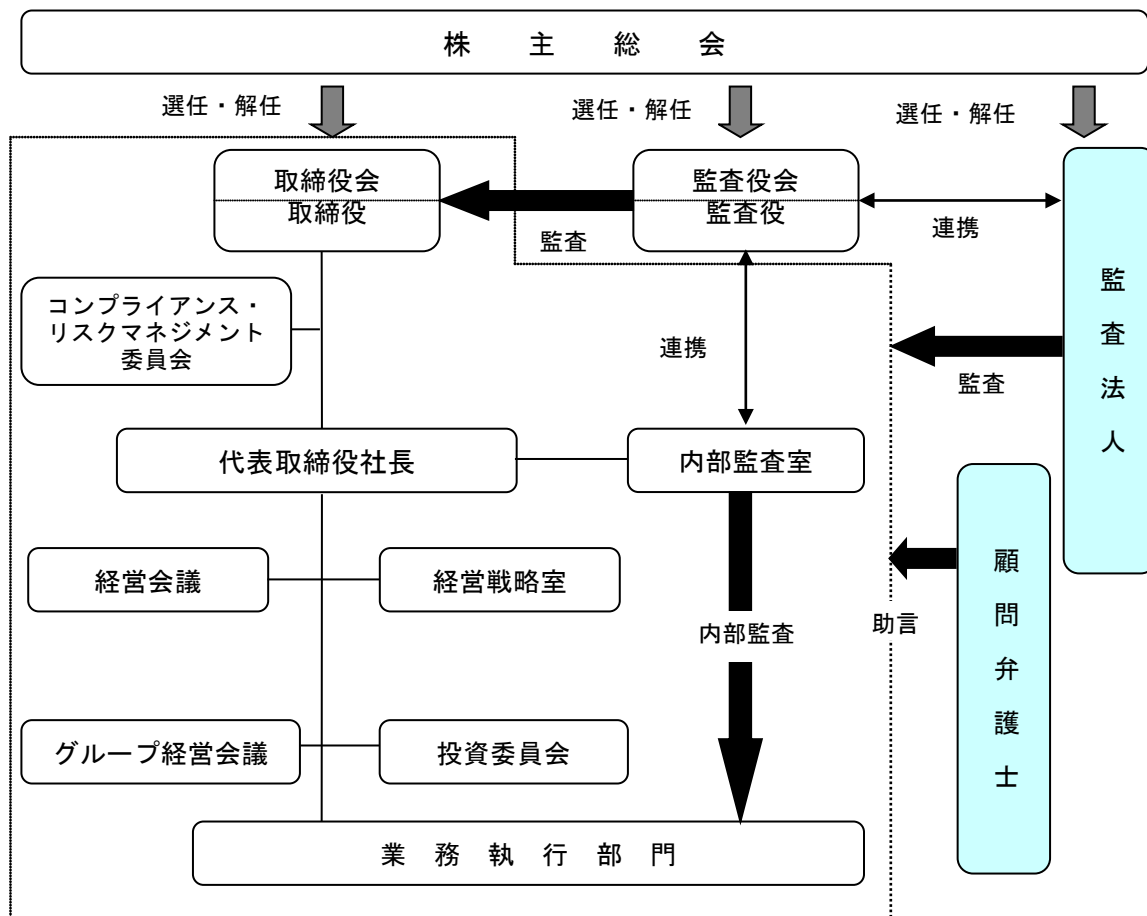 株主総会
選任・解任
選任・解任
選任・解任
取締役会
取締役
監査役会
監査役
監査
連携
コンプライアンス・
リスクマネジメント
委員会
連携
監査
監査法人
代表取締役社長
内部監査室
経営会議
経営戦略室
内部監査
助言
顧問弁護士
グループ経営会議
投資委員会
業務執行部門